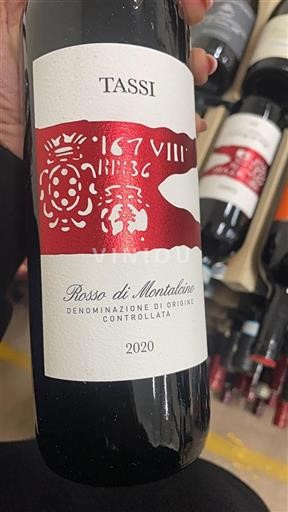 TASSI
167 VIII
Rosso di Montalcino
DENOMINAZIONE DI ORIGINE
CONTROLLATA
2020